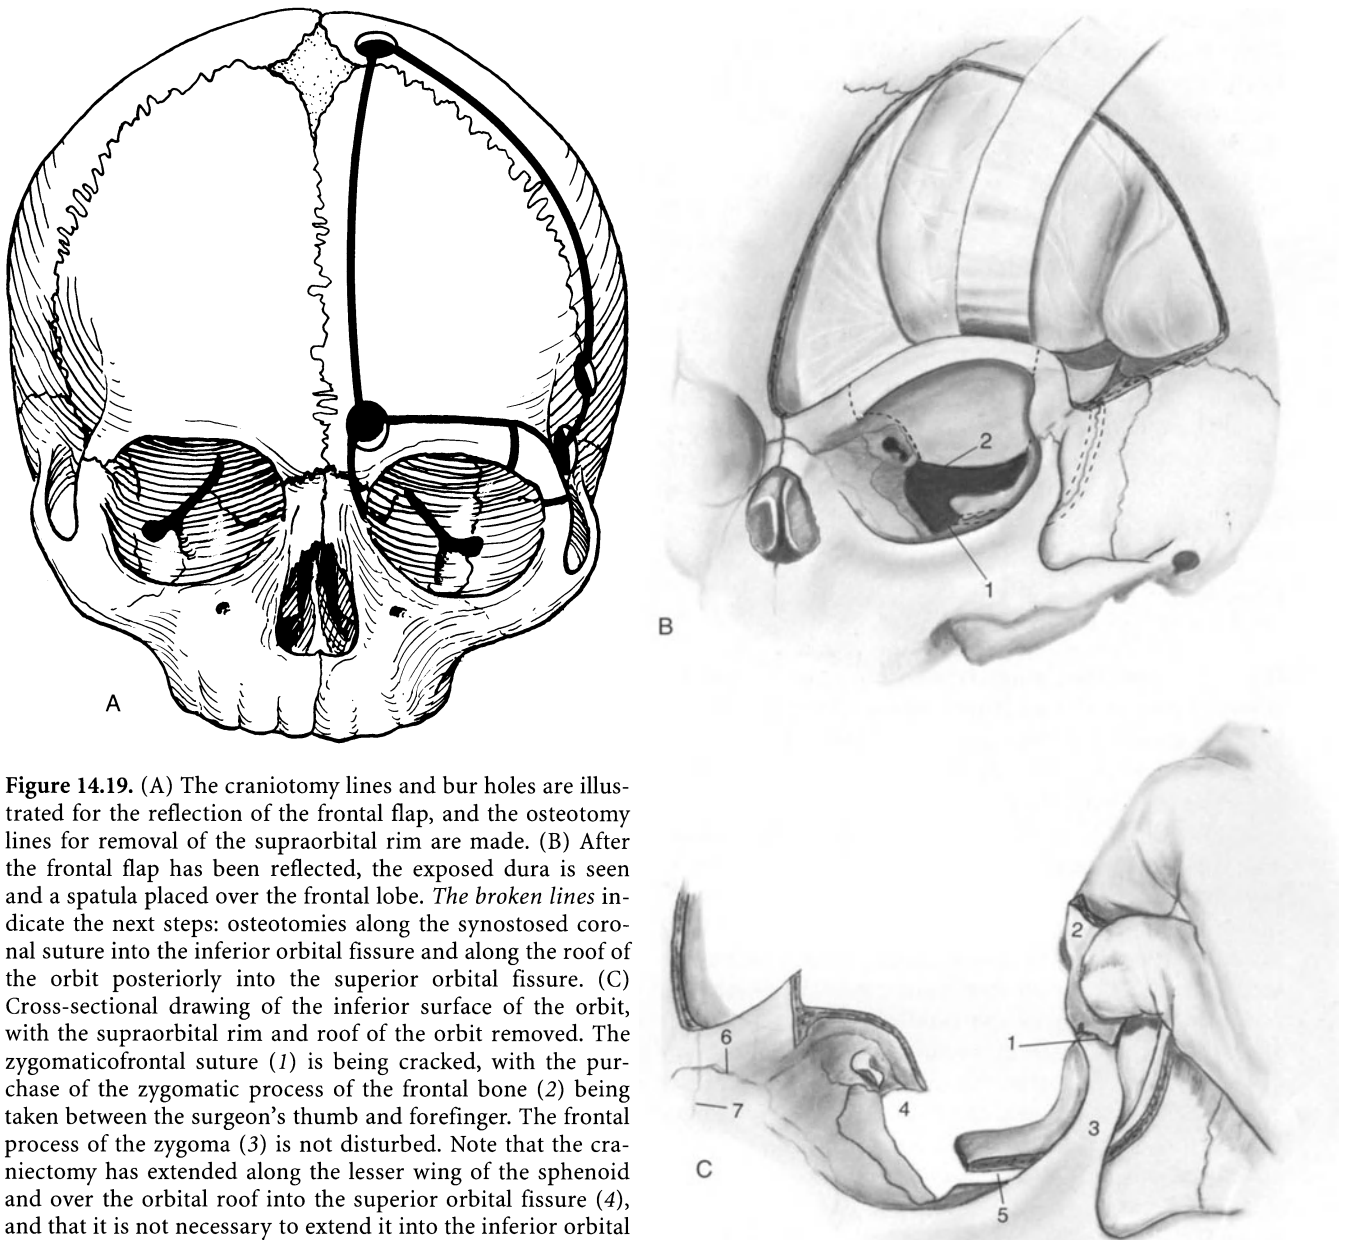 A
2
1
B
2
1
6
7
4
3
C
5
Figure 14.19. (A) The craniotomy lines and bur holes are illus-
trated for the reflection of the frontal flap, and the osteotomy
lines for removal of the supraorbital rim are made. (B) After
the frontal flap has been reflected, the exposed dura is seen
and a spatula placed over the frontal lobe. The broken lines in-
dicate the next steps: osteotomies along the synostosed coro-
nal suture into the inferior orbital fissure and along the roof of
the orbit posteriorly into the superior orbital fissure. (C)
Cross-sectional drawing of the inferior surface of the orbit,
with the supraorbital rim and roof of the orbit removed. The
zygomaticofrontal suture (1) is being cracked, with the pur-
chase of the zygomatic process of the frontal bone (2) being
taken between the surgeon's thumb and forefinger. The frontal
process of the zygoma (3) is not disturbed. Note that the cra-
niectomy has extended along the lesser wing of the sphenoid
and over the orbital roof into the superior orbital fissure (4),
and that it is not necessary to extend it into the inferior orbital